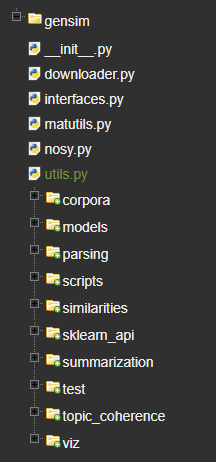 gensim
__init__.py
downloader.py
interfaces.py
matutils.py
nosy.py
utils.py
corpora
models
parsing
scripts
similarities
sklearn_api
summarization
test
topic_coherence
viz